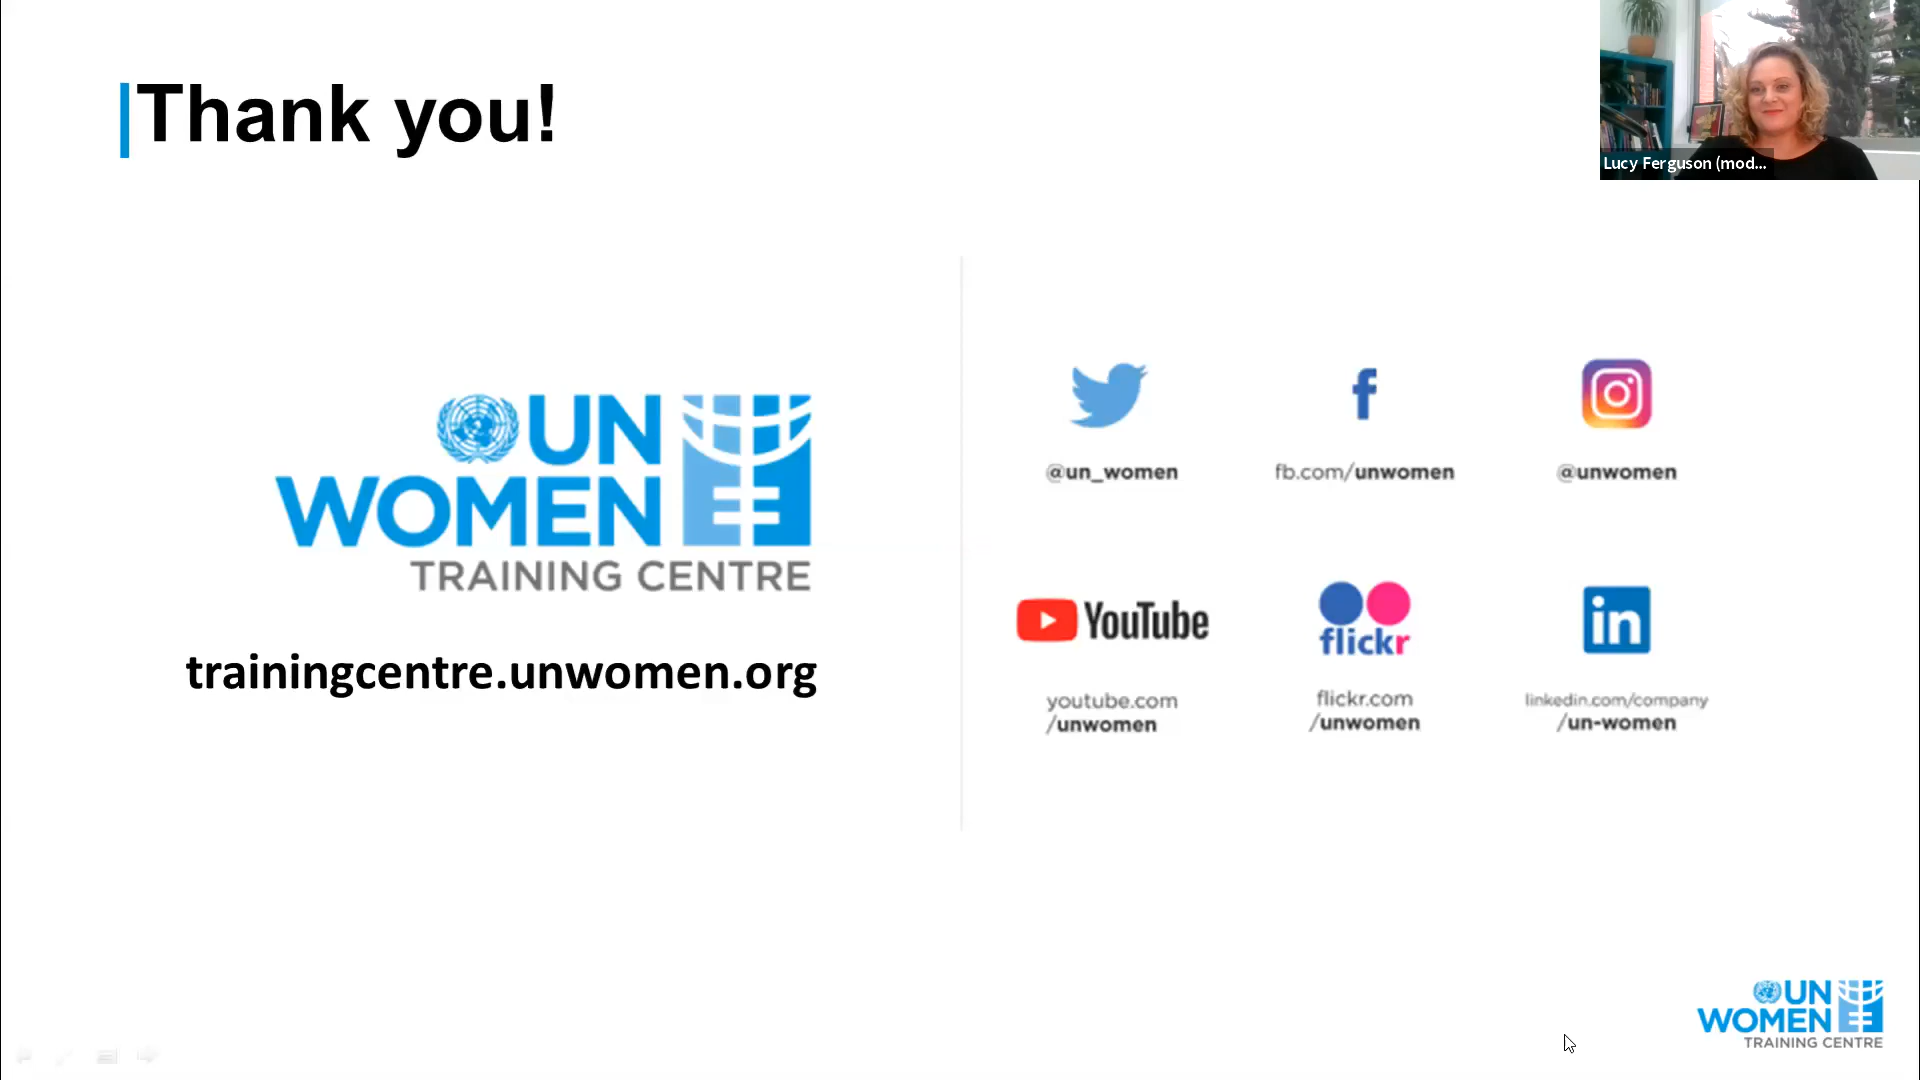 Thank you!
Lucy Ferguson (mod...
UN
WOMEN
TRAINING CENTRE
trainingcentre.unwomen.org
@un_women
fb.com/unwomen
@unwomen
YouTube
youtube.com
/unwomen
flickr
flickr.com
/unwomen
in
linkedin.com/company
/un-women
UN
WOMEN
TRAINING CENTRE